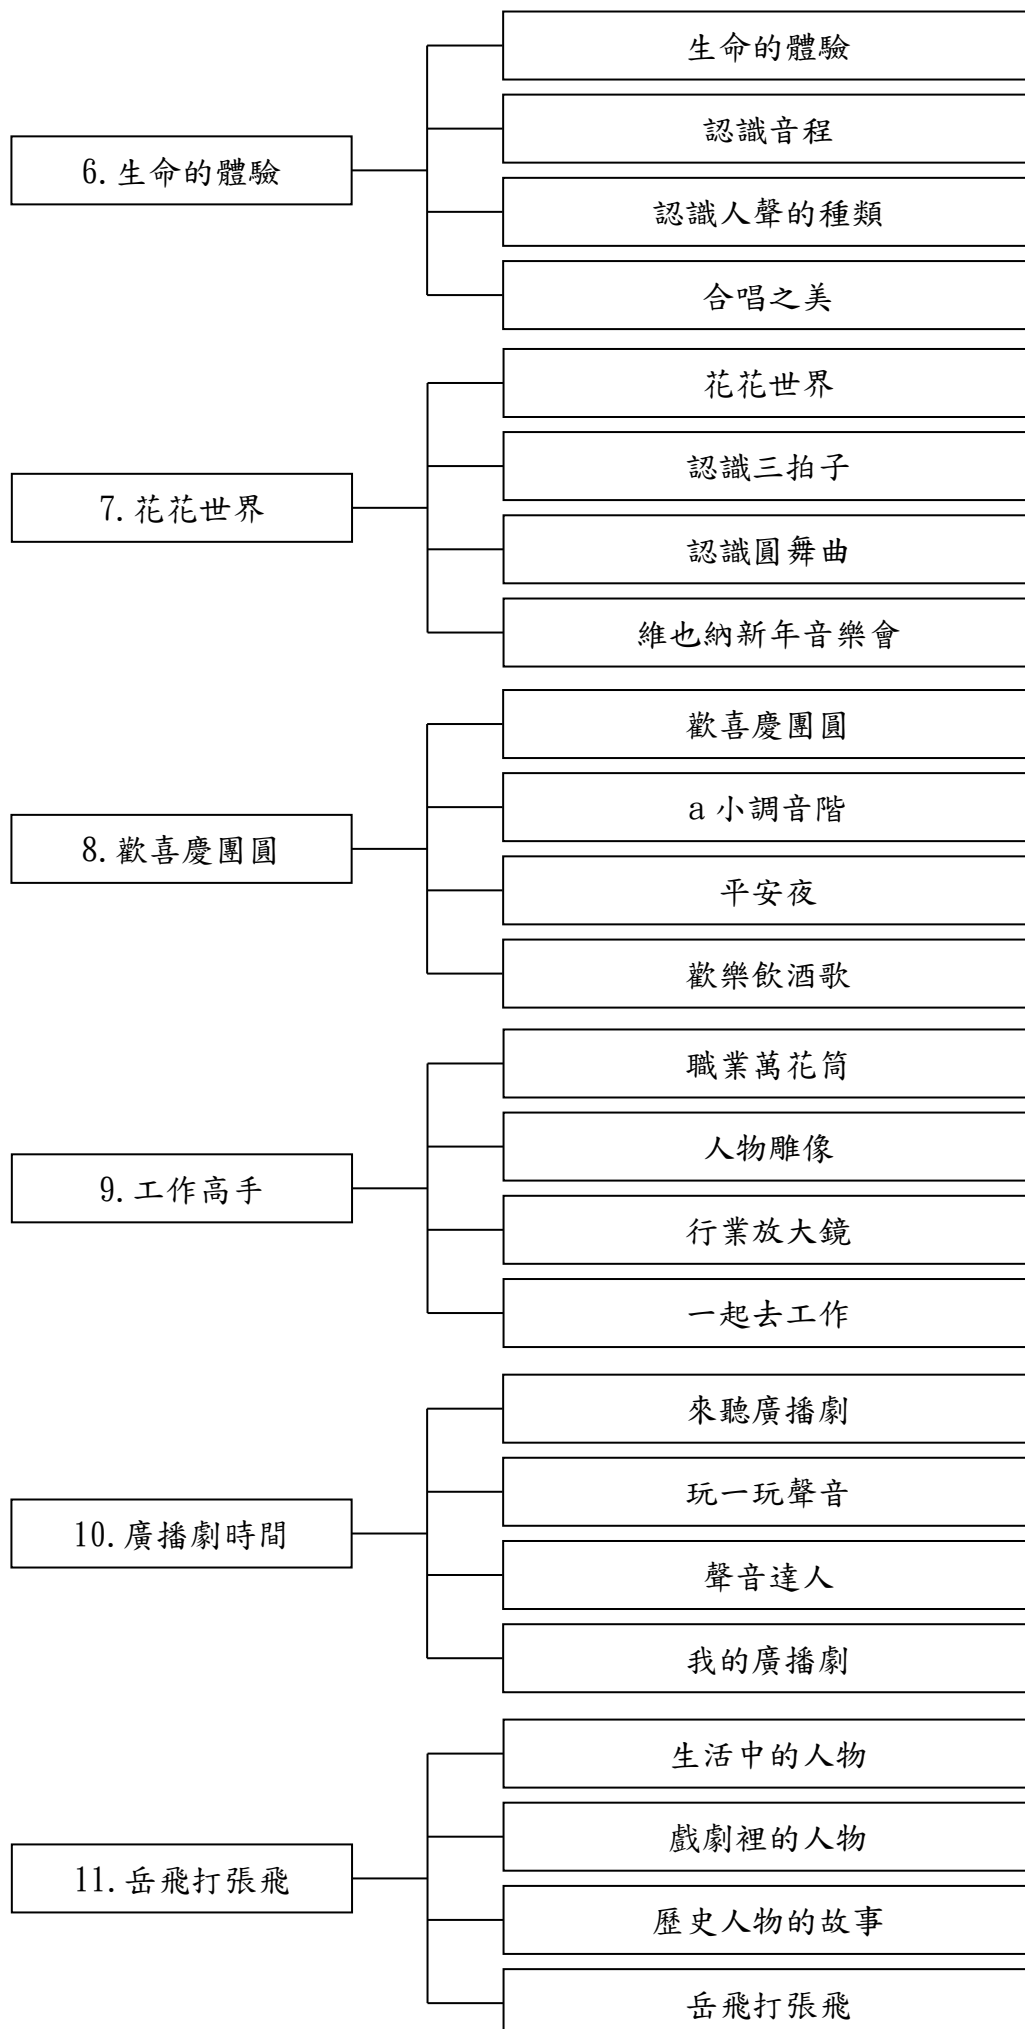 6.生命的體驗
生命的體驗
認識音程
認識人聲的種類
合唱之美
7.花花世界
花花世界
認識三拍子
認識圓舞曲
維也納新年音樂會
8.歡喜慶團圓
歡喜慶團圓
a 小調音階
平安夜
歡樂飲酒歌
9.工作高手
職業萬花筒
人物雕像
行業放大鏡
一起去工作
10.廣播劇時間
來聽廣播劇
玩一玩聲音
聲音達人
我的廣播劇
11.岳飛打張飛
生活中的人物
戲劇裡的人物
歷史人物的故事
岳飛打張飛